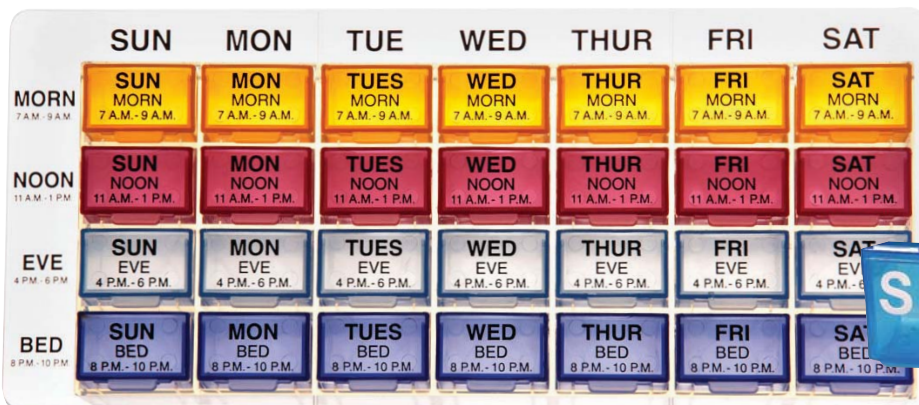 SUN MON TUE WED THUR FRI SAT
MORN
7 A.M. - 9 A.M.
SUN MON TUES WED THUR FRI SAT
MORN MORN MORN MORN MORN MORN MORN
7 A.M. - 9 A.M. 7 A.M. - 9 A.M. 7 A.M. - 9 A.M. 7 A.M. - 9 A.M. 7 A.M. - 9 A.M. 7 A.M. - 9 A.M. 7 A.M. - 9 A.M.
NOON
11 A.M. - 1 P.M.
SUN MON TUES WED THUR FRI SAT
NOON NOON NOON NOON NOON NOON NOON
11 A.M. - 1 P.M. 11 A.M. - 1 P.M. 11 A.M. - 1 P.M. 11 A.M. - 1 P.M. 11 A.M. - 1 P.M. 11 A.M. - 1 P.M. 11 A.M. - 1 P.M.
EVE
4 P.M. - 6 P.M.
SUN MON TUES WED THUR FRI SAT
EVE EVE EVE EVE EVE EVE
4 P.M. - 6 P.M. 4 P.M. - 6 P.M. 4 P.M. - 6 P.M. 4 P.M. - 6 P.M. 4 P.M. - 6 P.M. 4 P.M. - 6 P.M. 4 P.M. - 6
S
BED
8 P.M. - 10 P.M.
SUN MON TUES WED THUR FRI
BED BED BED BED BED BED
8 P.M. - 10 P.M. 8 P.M. - 10 P.M. 8 P.M. - 10 P.M. 8 P.M. - 10 P.M. 8 P.M. - 10 P.M. 8 P.M. - 10 P.M. 8 P.M. - 10 P.M.